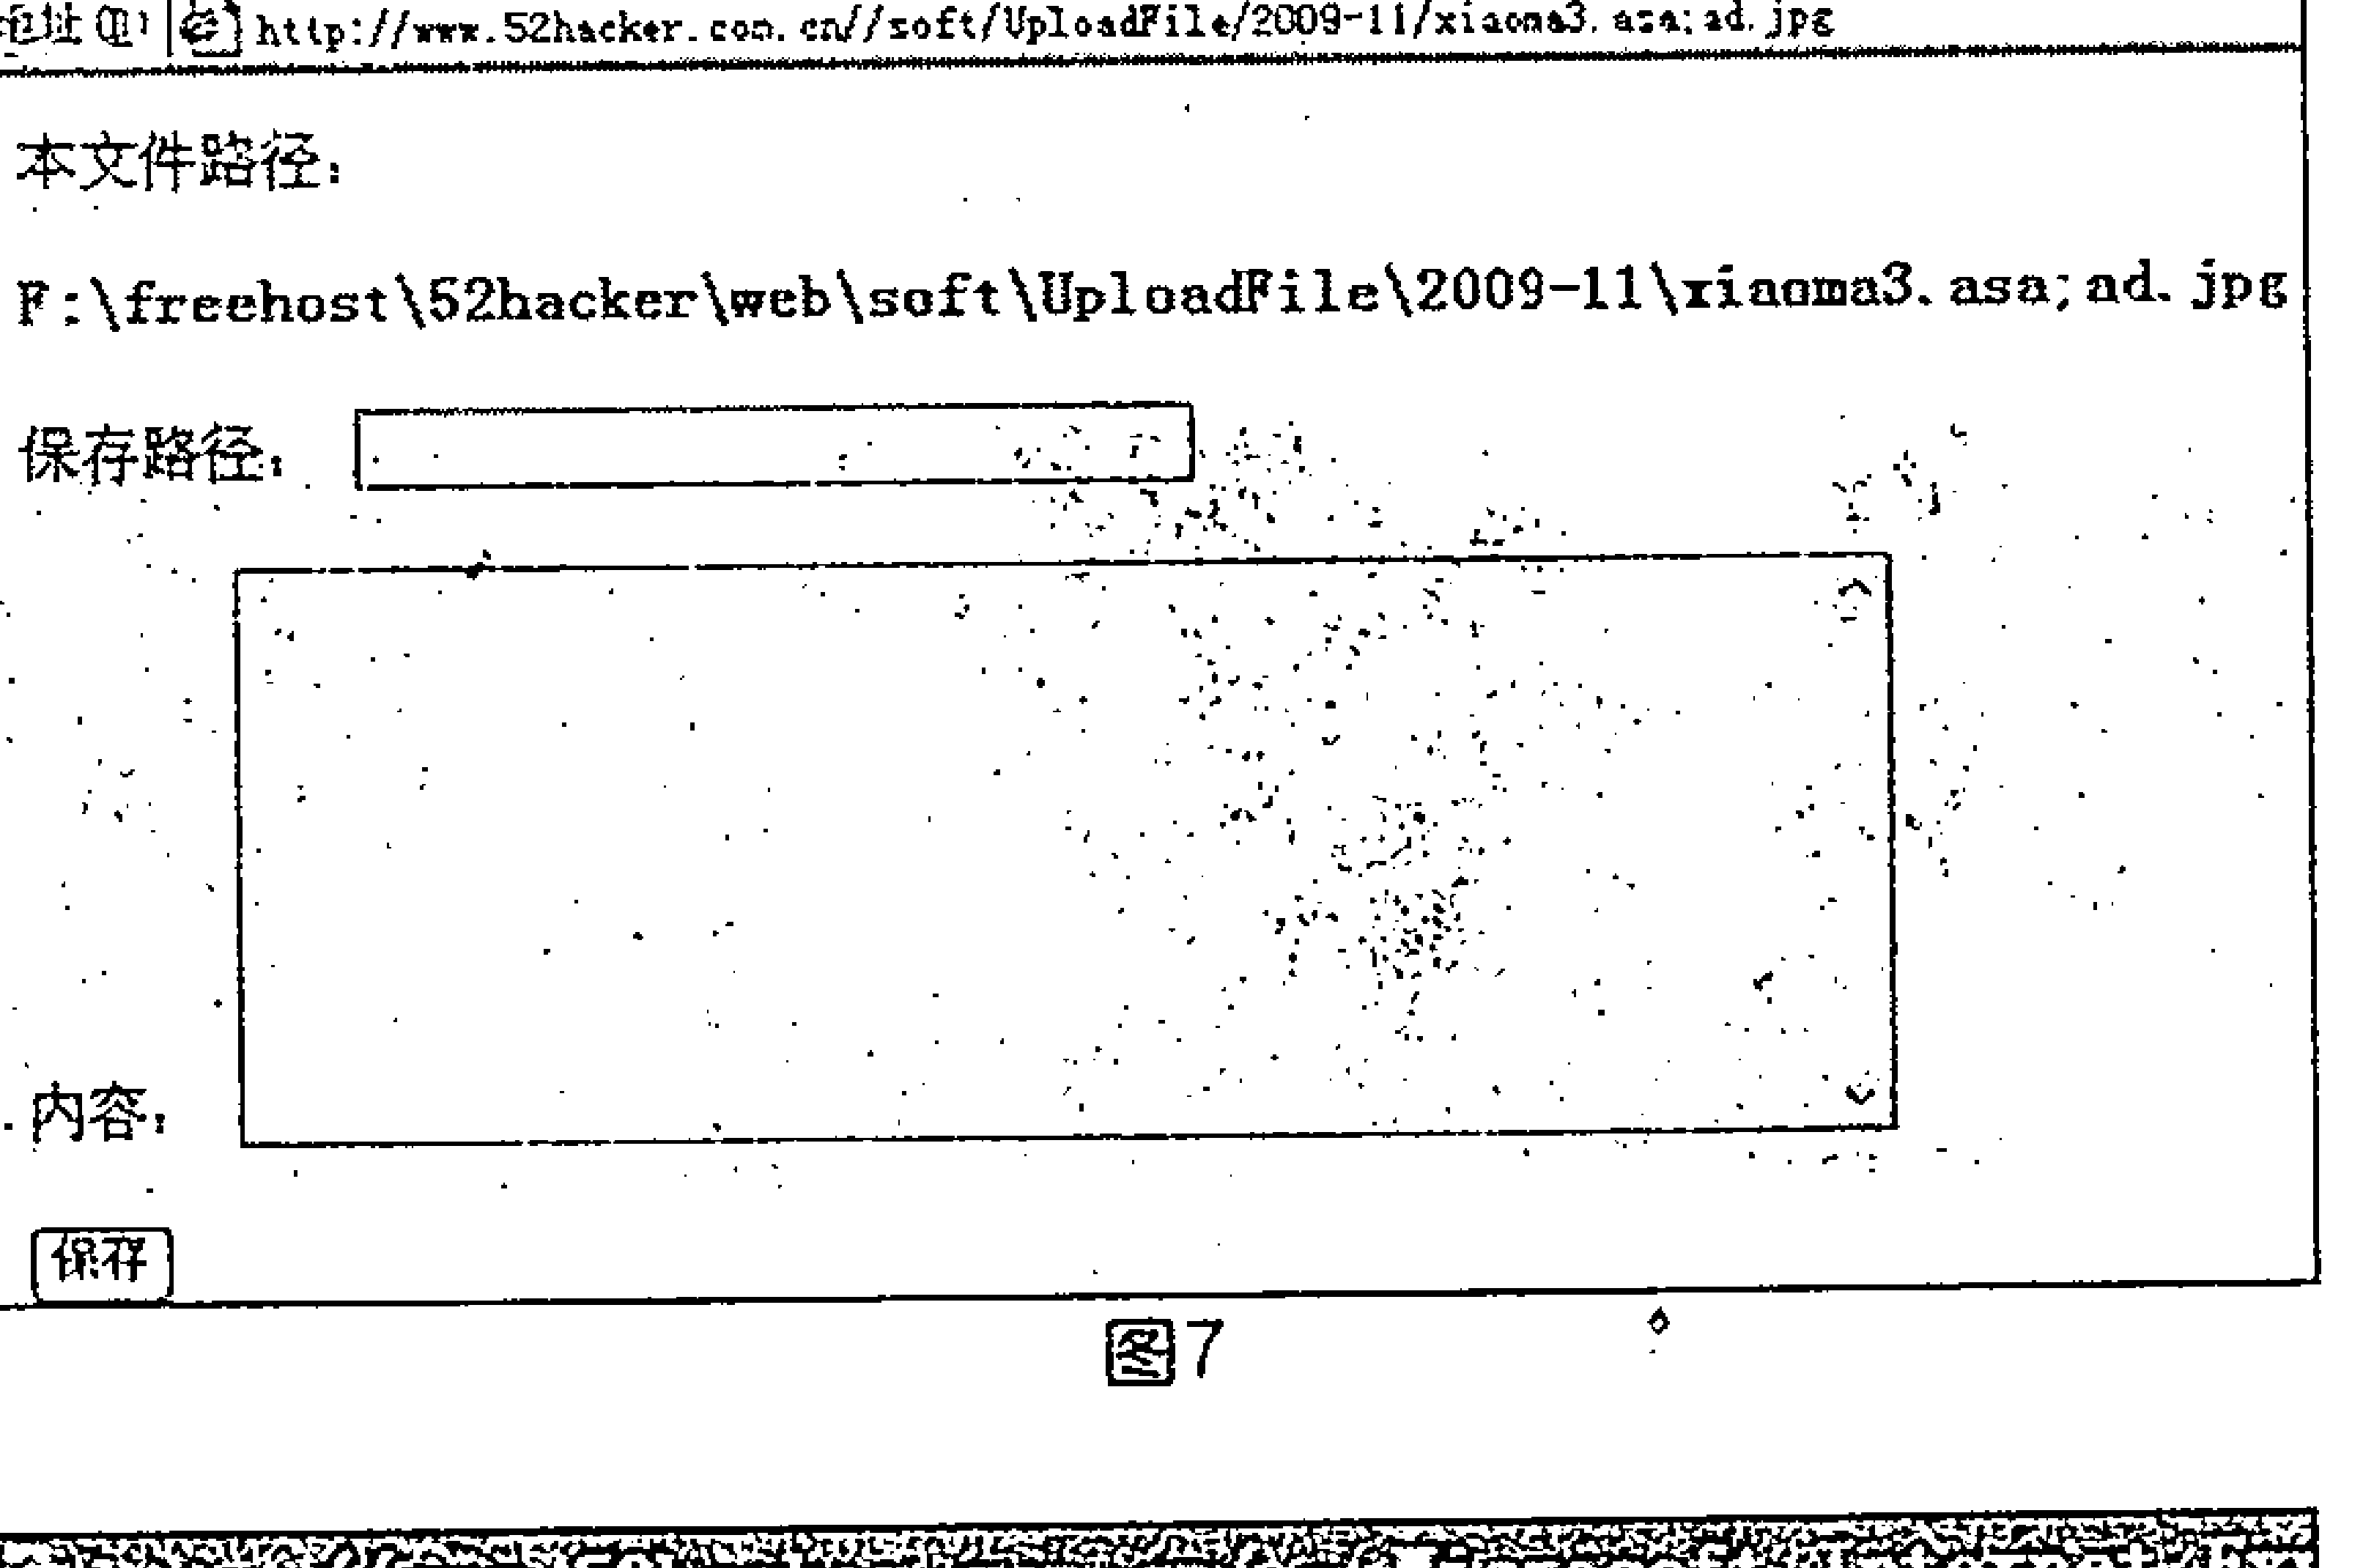 地址(D) http://www.52hacker.com.cn//soft/UploadFile/2009-11/xiaoma3.asa;ad.jpg
本文件路径:
F:\freehost\52hacker\web\soft\UploadFile\2009-11\xiaoma3.asa;ad.jpg
保存路径:
内容:
保存
图7